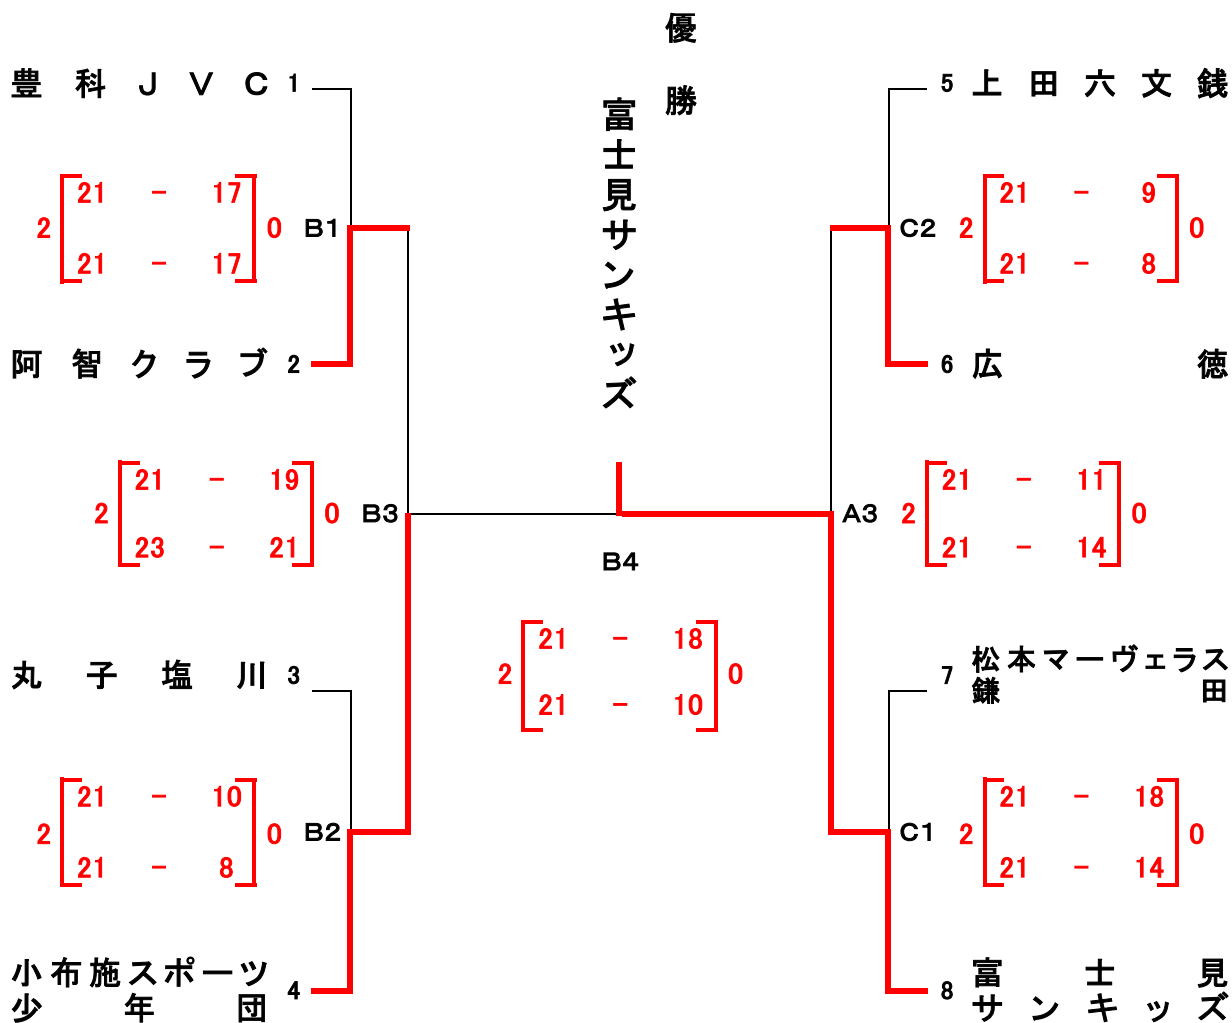 優勝
富士見サンキッズ
豊科ＪＶＣ 1
21 - 17
2 0 B1
21 - 17
阿智クラブ 2
21 - 19
2 0 B3
23 - 21
丸子塩川 3
21 - 10
2 0 B2
21 - 8
小布施スポーツ
少年団 4
B4
21 - 18
2 0
21 - 10
5 上田六文銭
21 - 9
C2 2 0
21 - 8
6 広徳
21 - 11
A3 2 0
21 - 14
7 松本マーヴェラス
鎌田
21 - 18
C1 2 0
21 - 14
8 富士見
サンキッズ